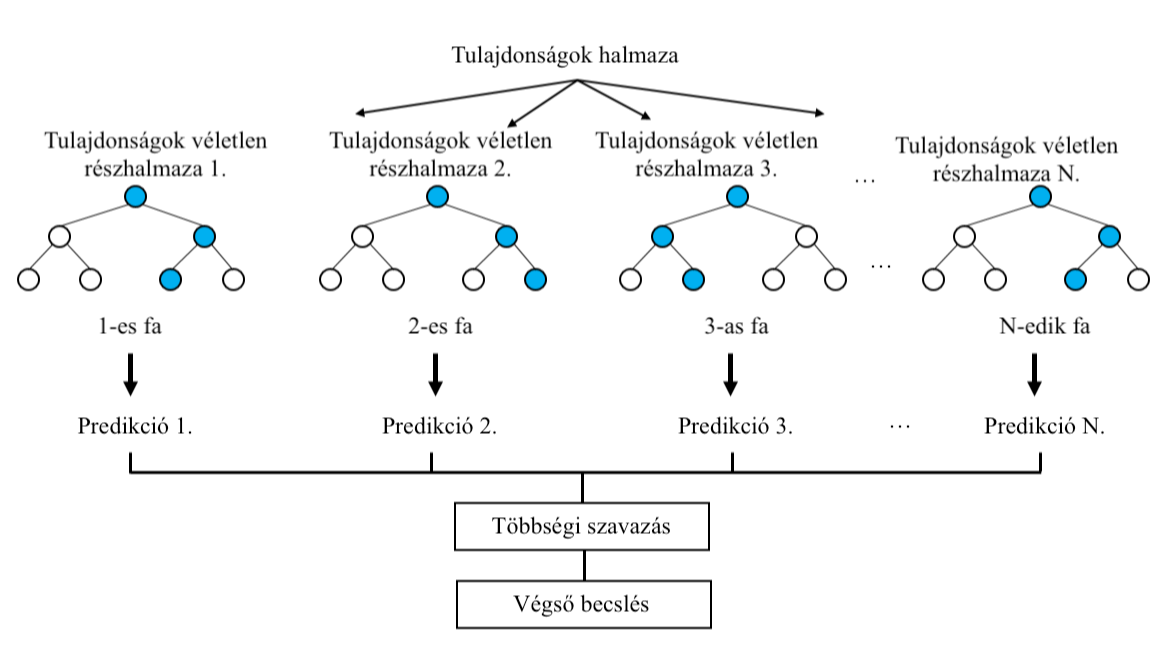 Tulajdonságok halmaza
Tulajdonságok véletlen
részhalmaza 1.
Tulajdonságok véletlen
részhalmaza 2.
Tulajdonságok véletlen
részhalmaza 3.
…
Tulajdonságok véletlen
részhalmaza N.
…
1-es fa
2-es fa
3-as fa
N-edik fa
Predikció 1.
Predikció 2.
Predikció 3.
…
Predikció N.
Többségi szavazás
Végső becslés